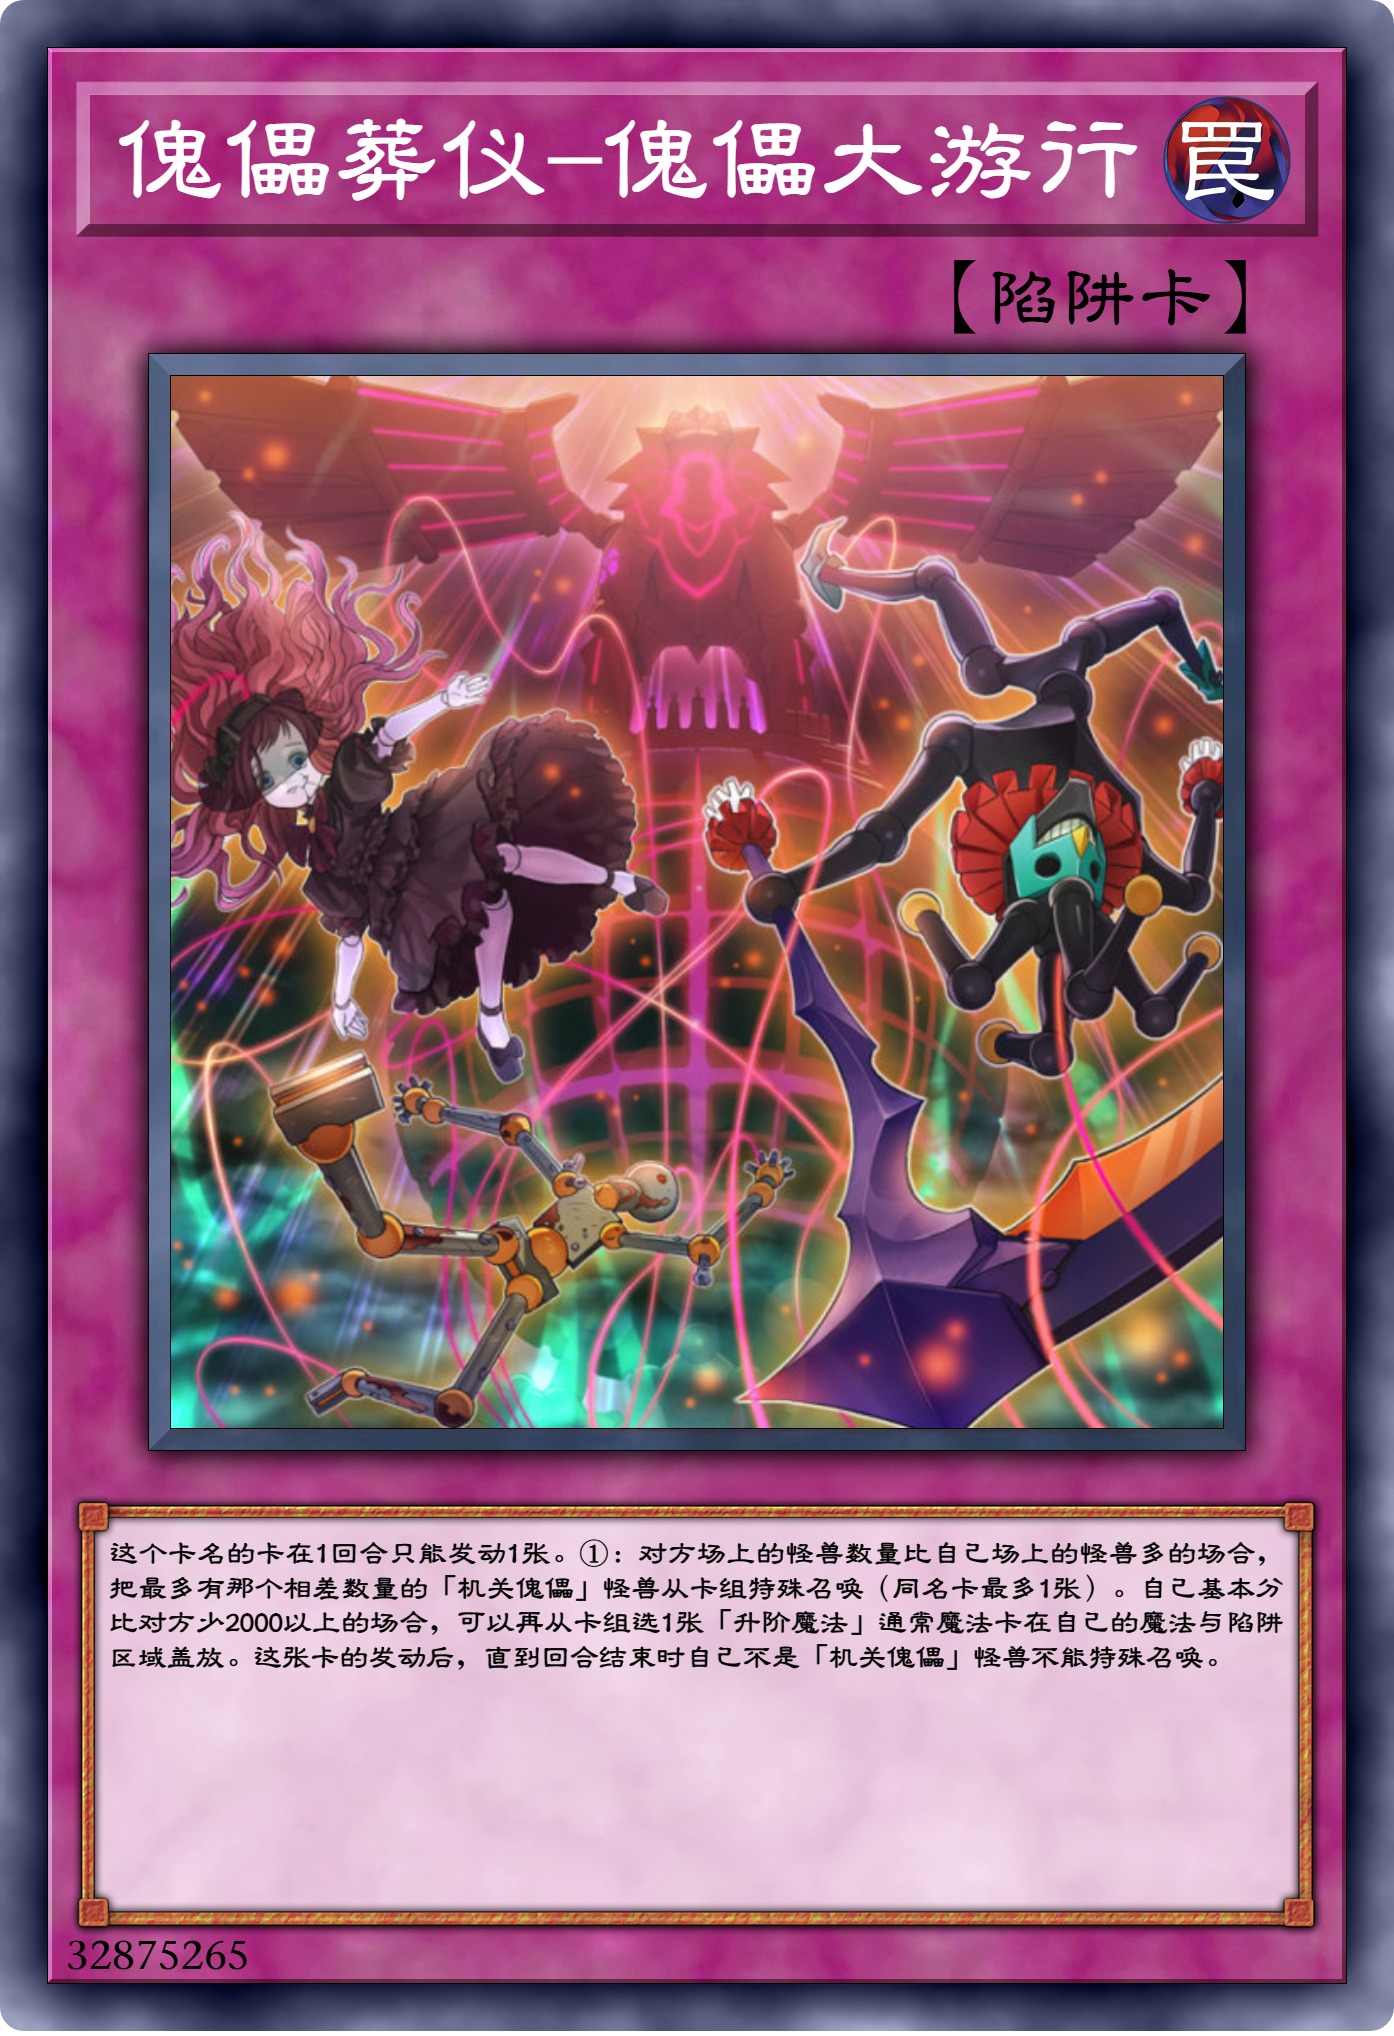 傀儡葬仪-傀儡大游行
罠
【陷阱卡】
这个卡名的卡在1回合只能发动1张。①：对方场上的怪兽数量比自己场上的怪兽多的场合，
把最多有那个相差数量的「机关傀儡」怪兽从卡组特殊召唤（同名卡最多1张）。自己基本分
比对方少2000以上的场合，可以再从卡组选1张「升阶魔法」通常魔法卡在自己的魔法与陷阱
区域盖放。这张卡的发动后，直到回合结束时自己不是「机关傀儡」怪兽不能特殊召唤。
32875265